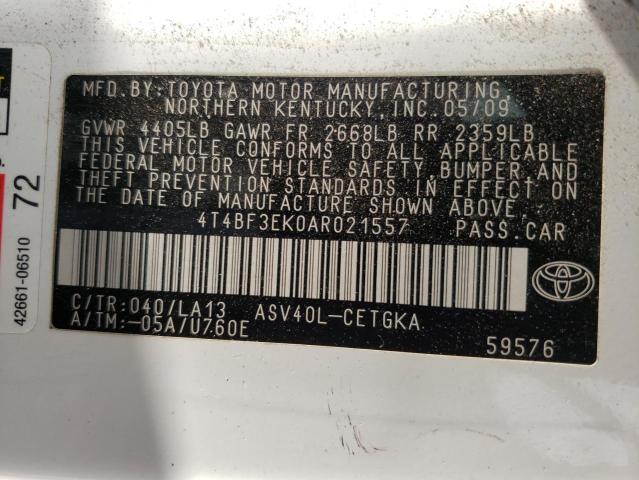 MFD.BY:TOYOTA MOTOR MANUFACTURING,
NORTHERN KENTUCKY, INC. 05/09
GVWR 4405LB GAWR FR 2668LB RR 2359LB
THIS VEHICLE CONFORMS TO ALL APPLICABLE
FEDERAL MOTOR VEHICLE SAFETY, BUMPER, AND
THEFT PREVENTION STANDARDS IN EFFECT ON
THE DATE OF MANUFACTURE SHOWN ABOVE.
4T4BF3EK0AR021557 PASS.CAR
C/TR:040/LA13 ASV40L-CETGKA
A/TM:-05A/U760E
59576
72
42661-06510